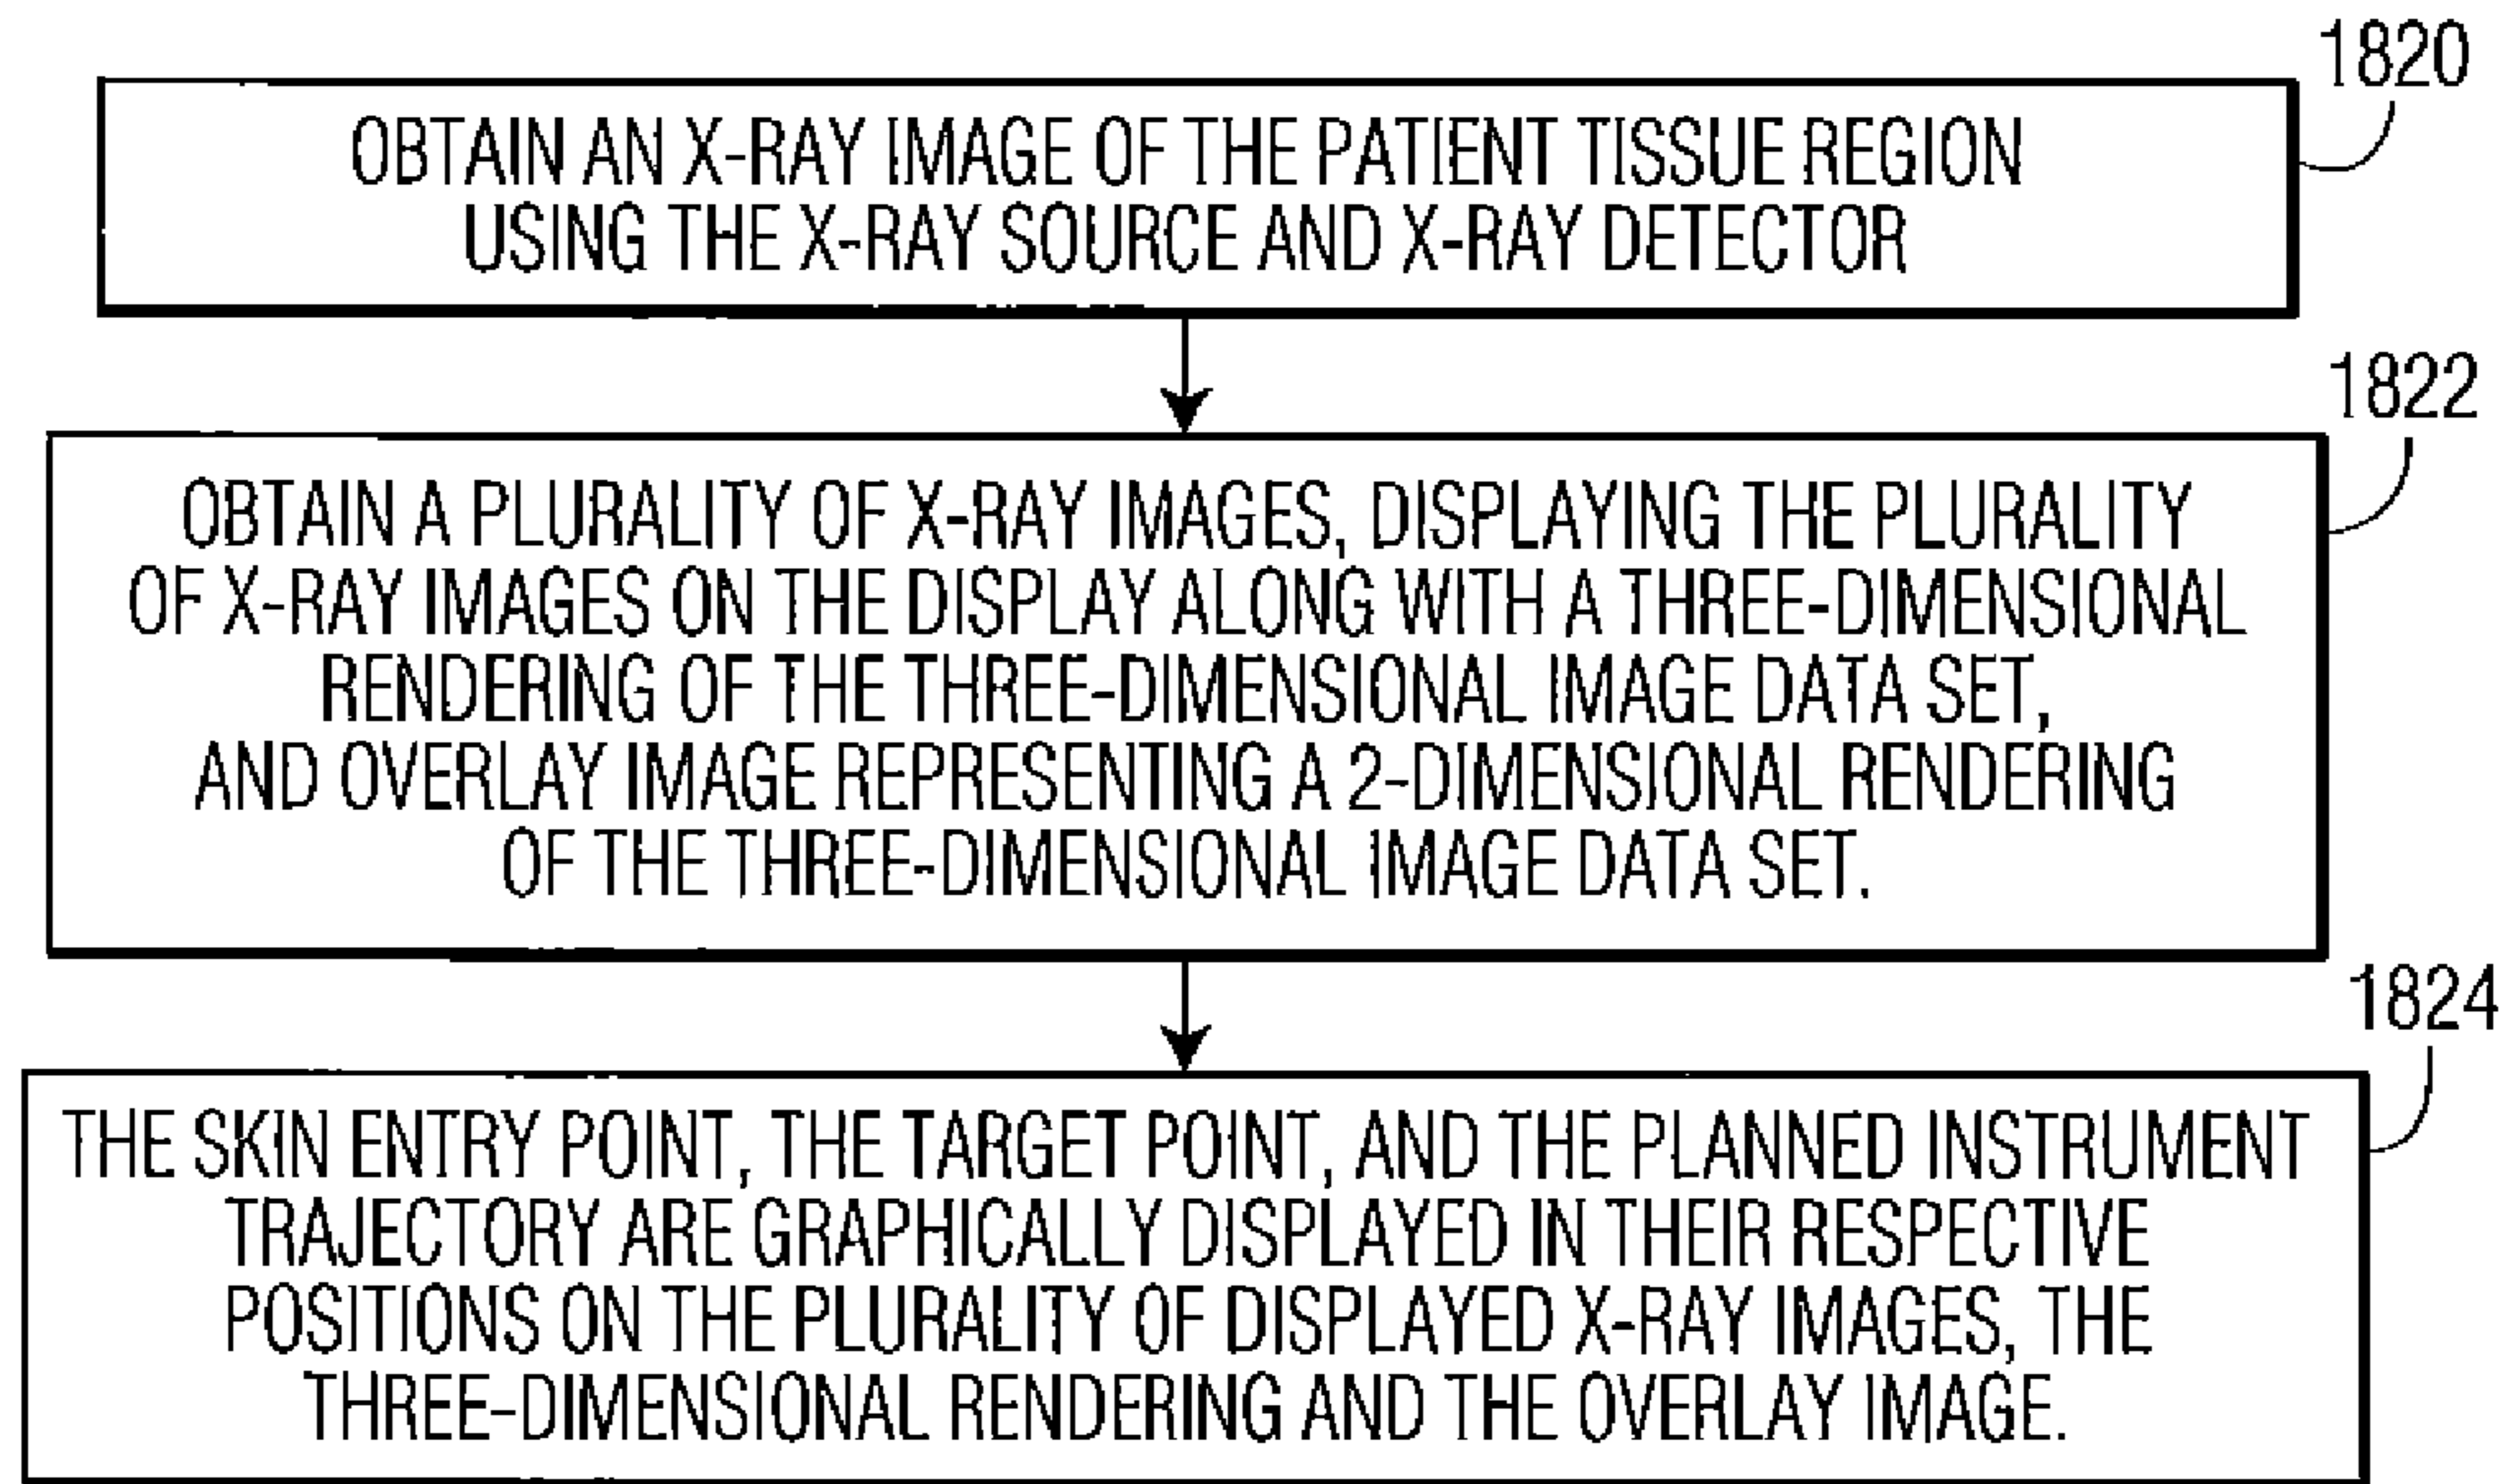 1820
OBTAIN AN X-RAY IMAGE OF THE PATIENT TISSUE REGION
USING THE X-RAY SOURCE AND X-RAY DETECTOR
1822
OBTAIN A PLURALITY OF X-RAY IMAGES, DISPLAYING THE PLURALITY
OF X-RAY IMAGES ON THE DISPLAY ALONG WITH A THREE-DIMENSIONAL
RENDERING OF THE THREE-DIMENSIONAL IMAGE DATA SET,
AND OVERLAY IMAGE REPRESENTING A 2-DIMENSIONAL RENDERING
OF THE THREE-DIMENSIONAL IMAGE DATA SET.
1824
THE SKIN ENTRY POINT, THE TARGET POINT, AND THE PLANNED INSTRUMENT
TRAJECTORY ARE GRAPHICALLY DISPLAYED IN THEIR RESPECTIVE
POSITIONS ON THE PLURALITY OF DISPLAYED X-RAY IMAGES, THE
THREE-DIMENSIONAL RENDERING AND THE OVERLAY IMAGE.